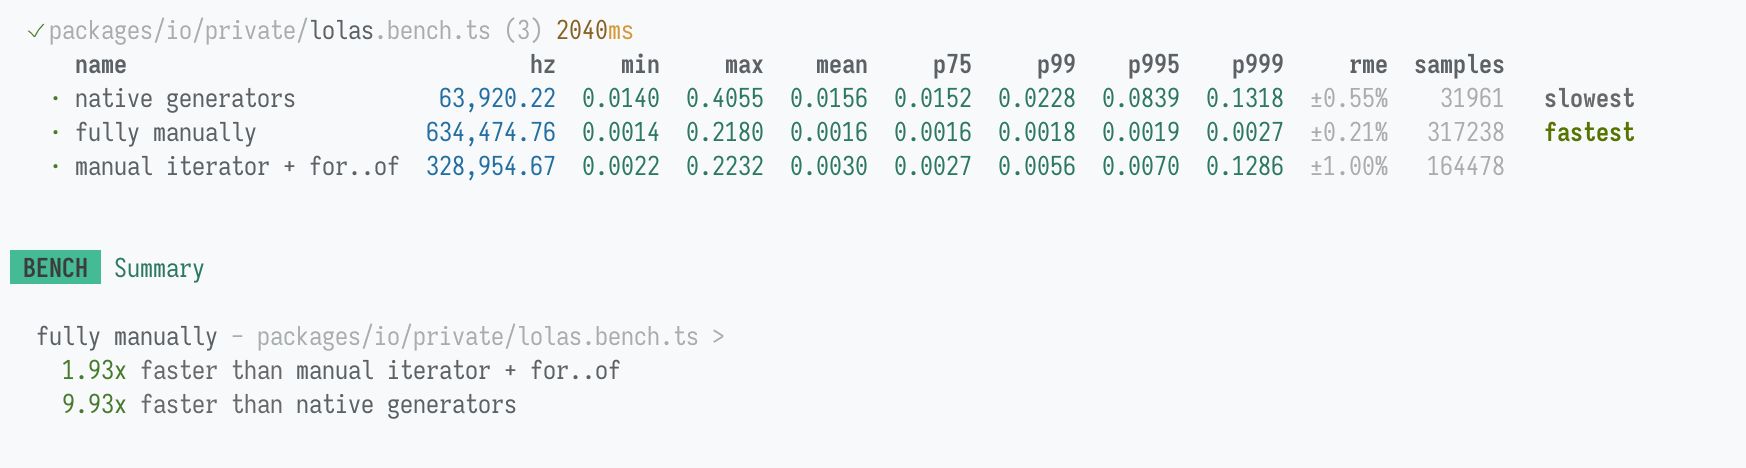 ✓ packages/io/private/lolas.bench.ts (3) 2040ms
name hz min max mean p75 p99 p995 p999 rme samples
· native generators 63,920.22 0.0140 0.4055 0.0156 0.0152 0.0228 0.0839 0.1318 ±0.55% 31961 slowest
· fully manually 634,474.76 0.0014 0.2180 0.0016 0.0016 0.0018 0.0019 0.0027 ±0.21% 317238 fastest
· manual iterator + for..of 328,954.67 0.0022 0.2232 0.0030 0.0027 0.0056 0.0070 0.1286 ±1.00% 164478
BENCH Summary
fully manually – packages/io/private/lolas.bench.ts >
1.93x faster than manual iterator + for..of
9.93x faster than native generators